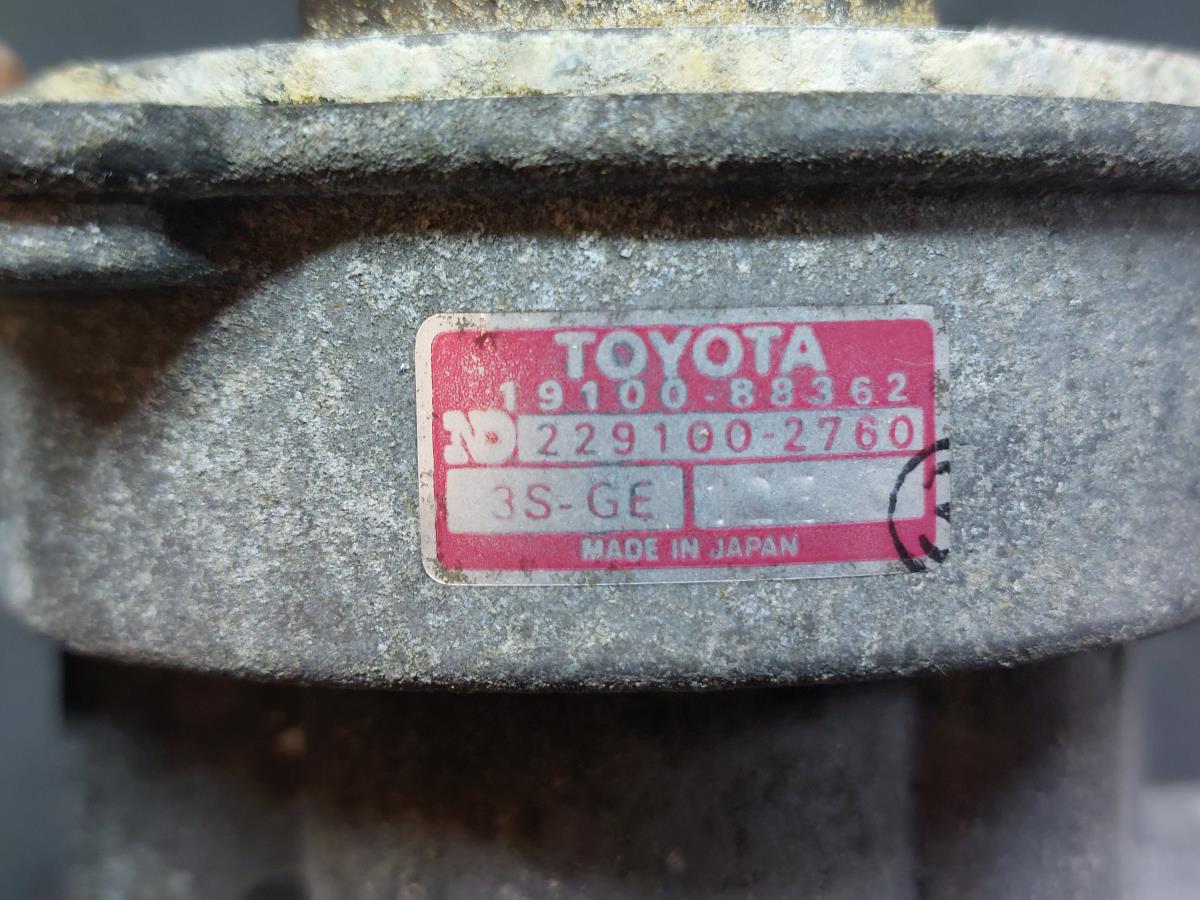 TOYOTA
19100-88362
ND 229100-2760
3S-GE
MADE IN JAPAN